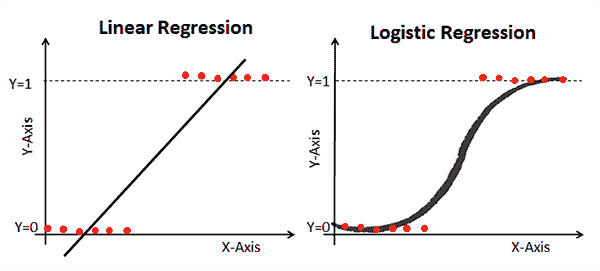 Linear Regression
Y=1
Y-Axis
Y=0
X-Axis
Logistic Regression
Y=1
Y-Axis
Y=0
X-Axis